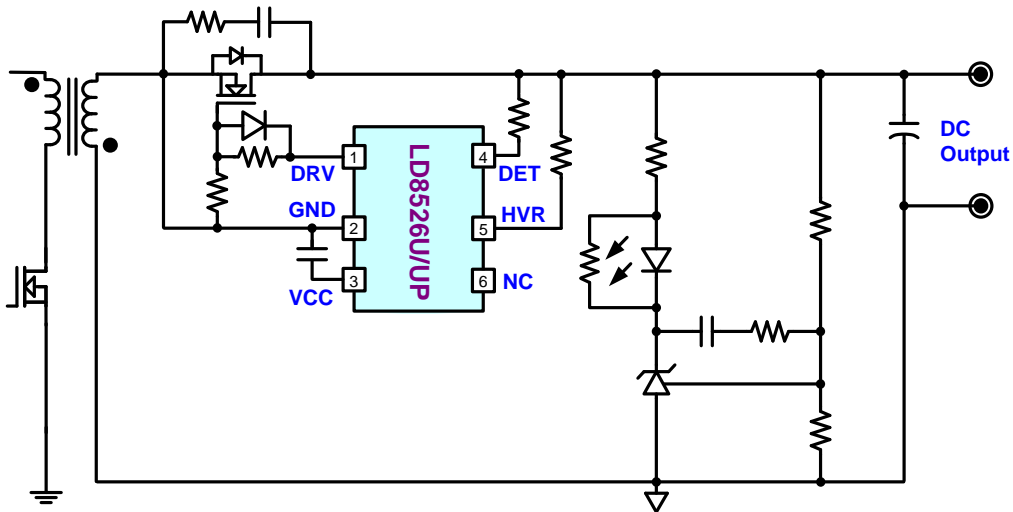 DC
Output
1
DRV
4
DET
LD8526U/UP
GND
2
HVR
5
3
VCC
6
NC